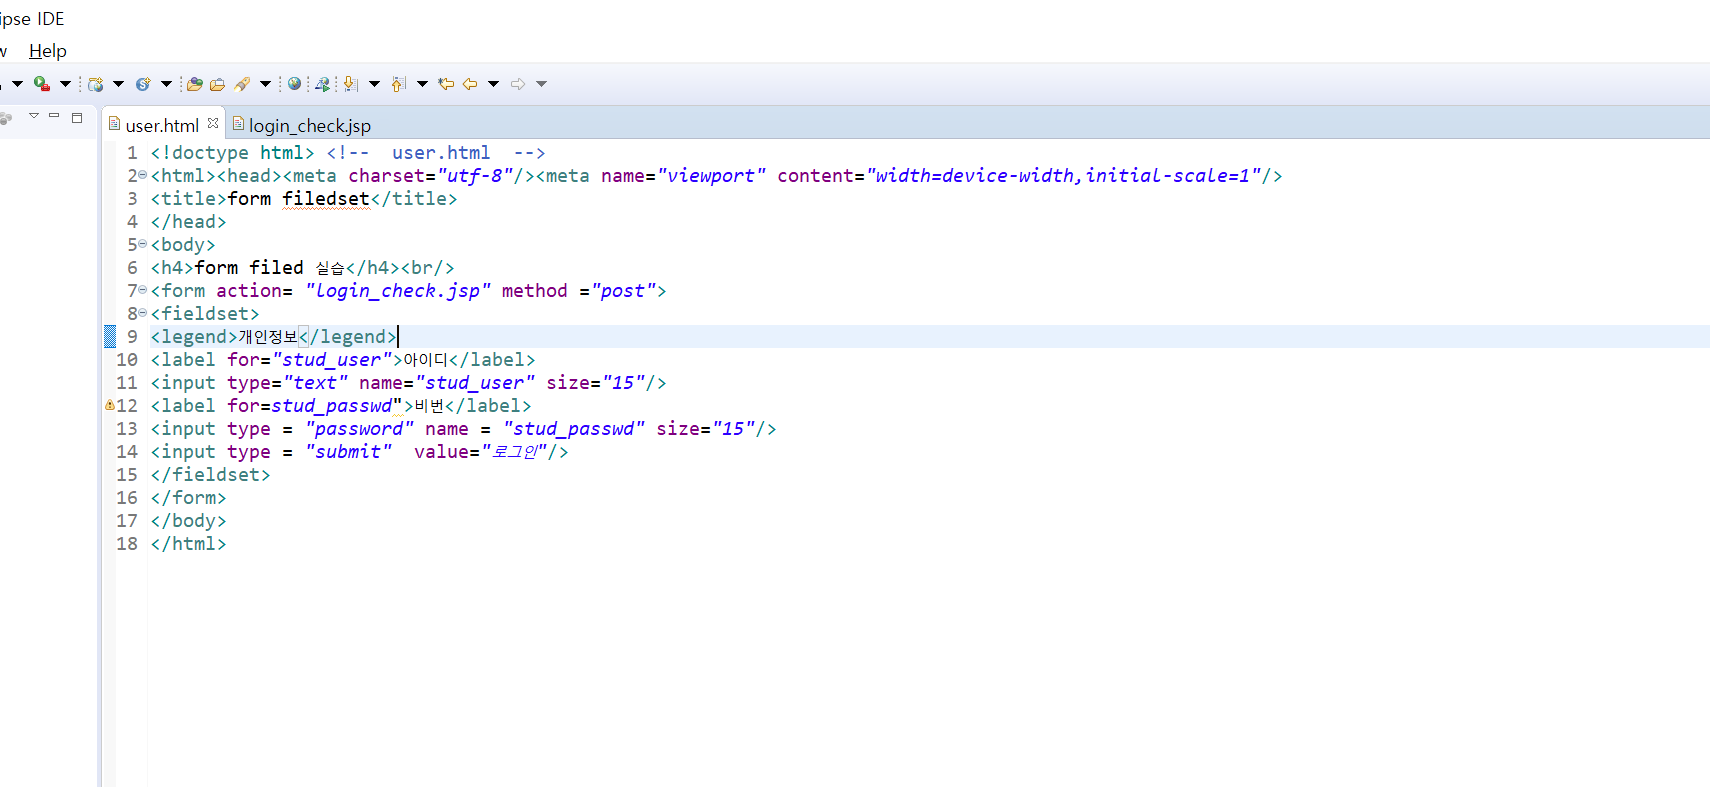 ipse IDE
w Help
user.html login_check.jsp
1 <!doctype html> <!--  user.html  -->
2 <html><head><meta charset="utf-8"/><meta name="viewport" content="width=device-width,initial-scale=1"/>
3 <title>form filedset</title>
4 </head>
5 <body>
6 <h4>form filed 실습</h4><br/>
7 <form action= "login_check.jsp" method ="post">
8 <fieldset>
9 <legend>개인정보</legend>
10 <label for="stud_user">아이디</label>
11 <input type="text" name="stud_user" size="15"/>
12 <label for=stud_passwd">비번</label>
13 <input type = "password" name = "stud_passwd" size="15"/>
14 <input type = "submit"  value="로그인"/>
15 </fieldset>
16 </form>
17 </body>
18 </html>